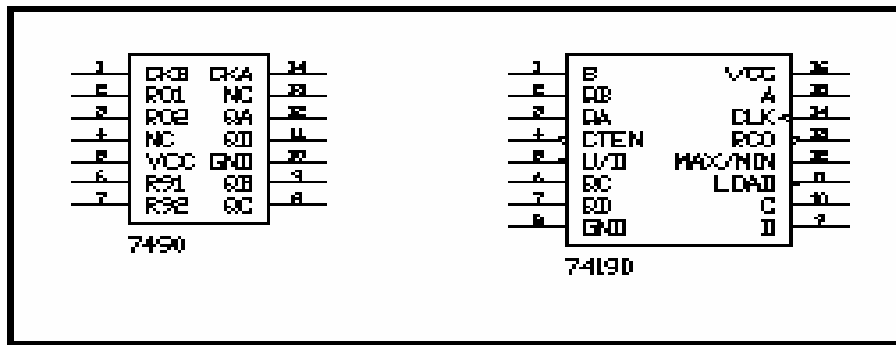 1 CKB CKA 14
2 R01 NC 13
3 R02 QA 12
4 NC QD 11
5 VCC GND 10
6 R91 QB 9
7 R92 QC 8
7490
1 B VCC 16
2 QB A 15
3 QA CLK 14
4 CTEN RCO 13
5 U/D MAX/MIN 12
6 QC LOAD 11
7 QD C 10
8 GND D 9
74190